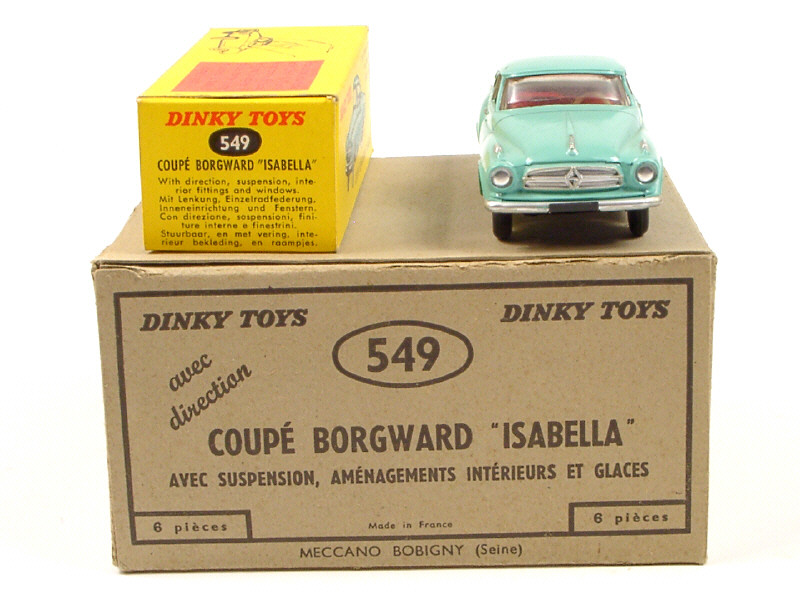 DINKY TOYS
549
COUPÉ BORGWARD "ISABELLA"
With direction, suspension, inte-
rior fittings and windows.
Mit Lenkung, Einzelradfederung,
Inneneinrichtung und Fenstern.
Con direzione, sospensioni, fini-
ture interne e finestrini.
Stuurbaar, en met vering, inte-
rieur bekleding, en raampjes.
DINKY TOYS
DINKY TOYS
549
avec
direction
COUPÉ BORGWARD "ISABELLA"
AVEC SUSPENSION, AMÉNAGEMENTS INTÉRIEURS ET GLACES
6 pièces
Made in France
6 pièces
MECCANO BOBIGNY (Seine)